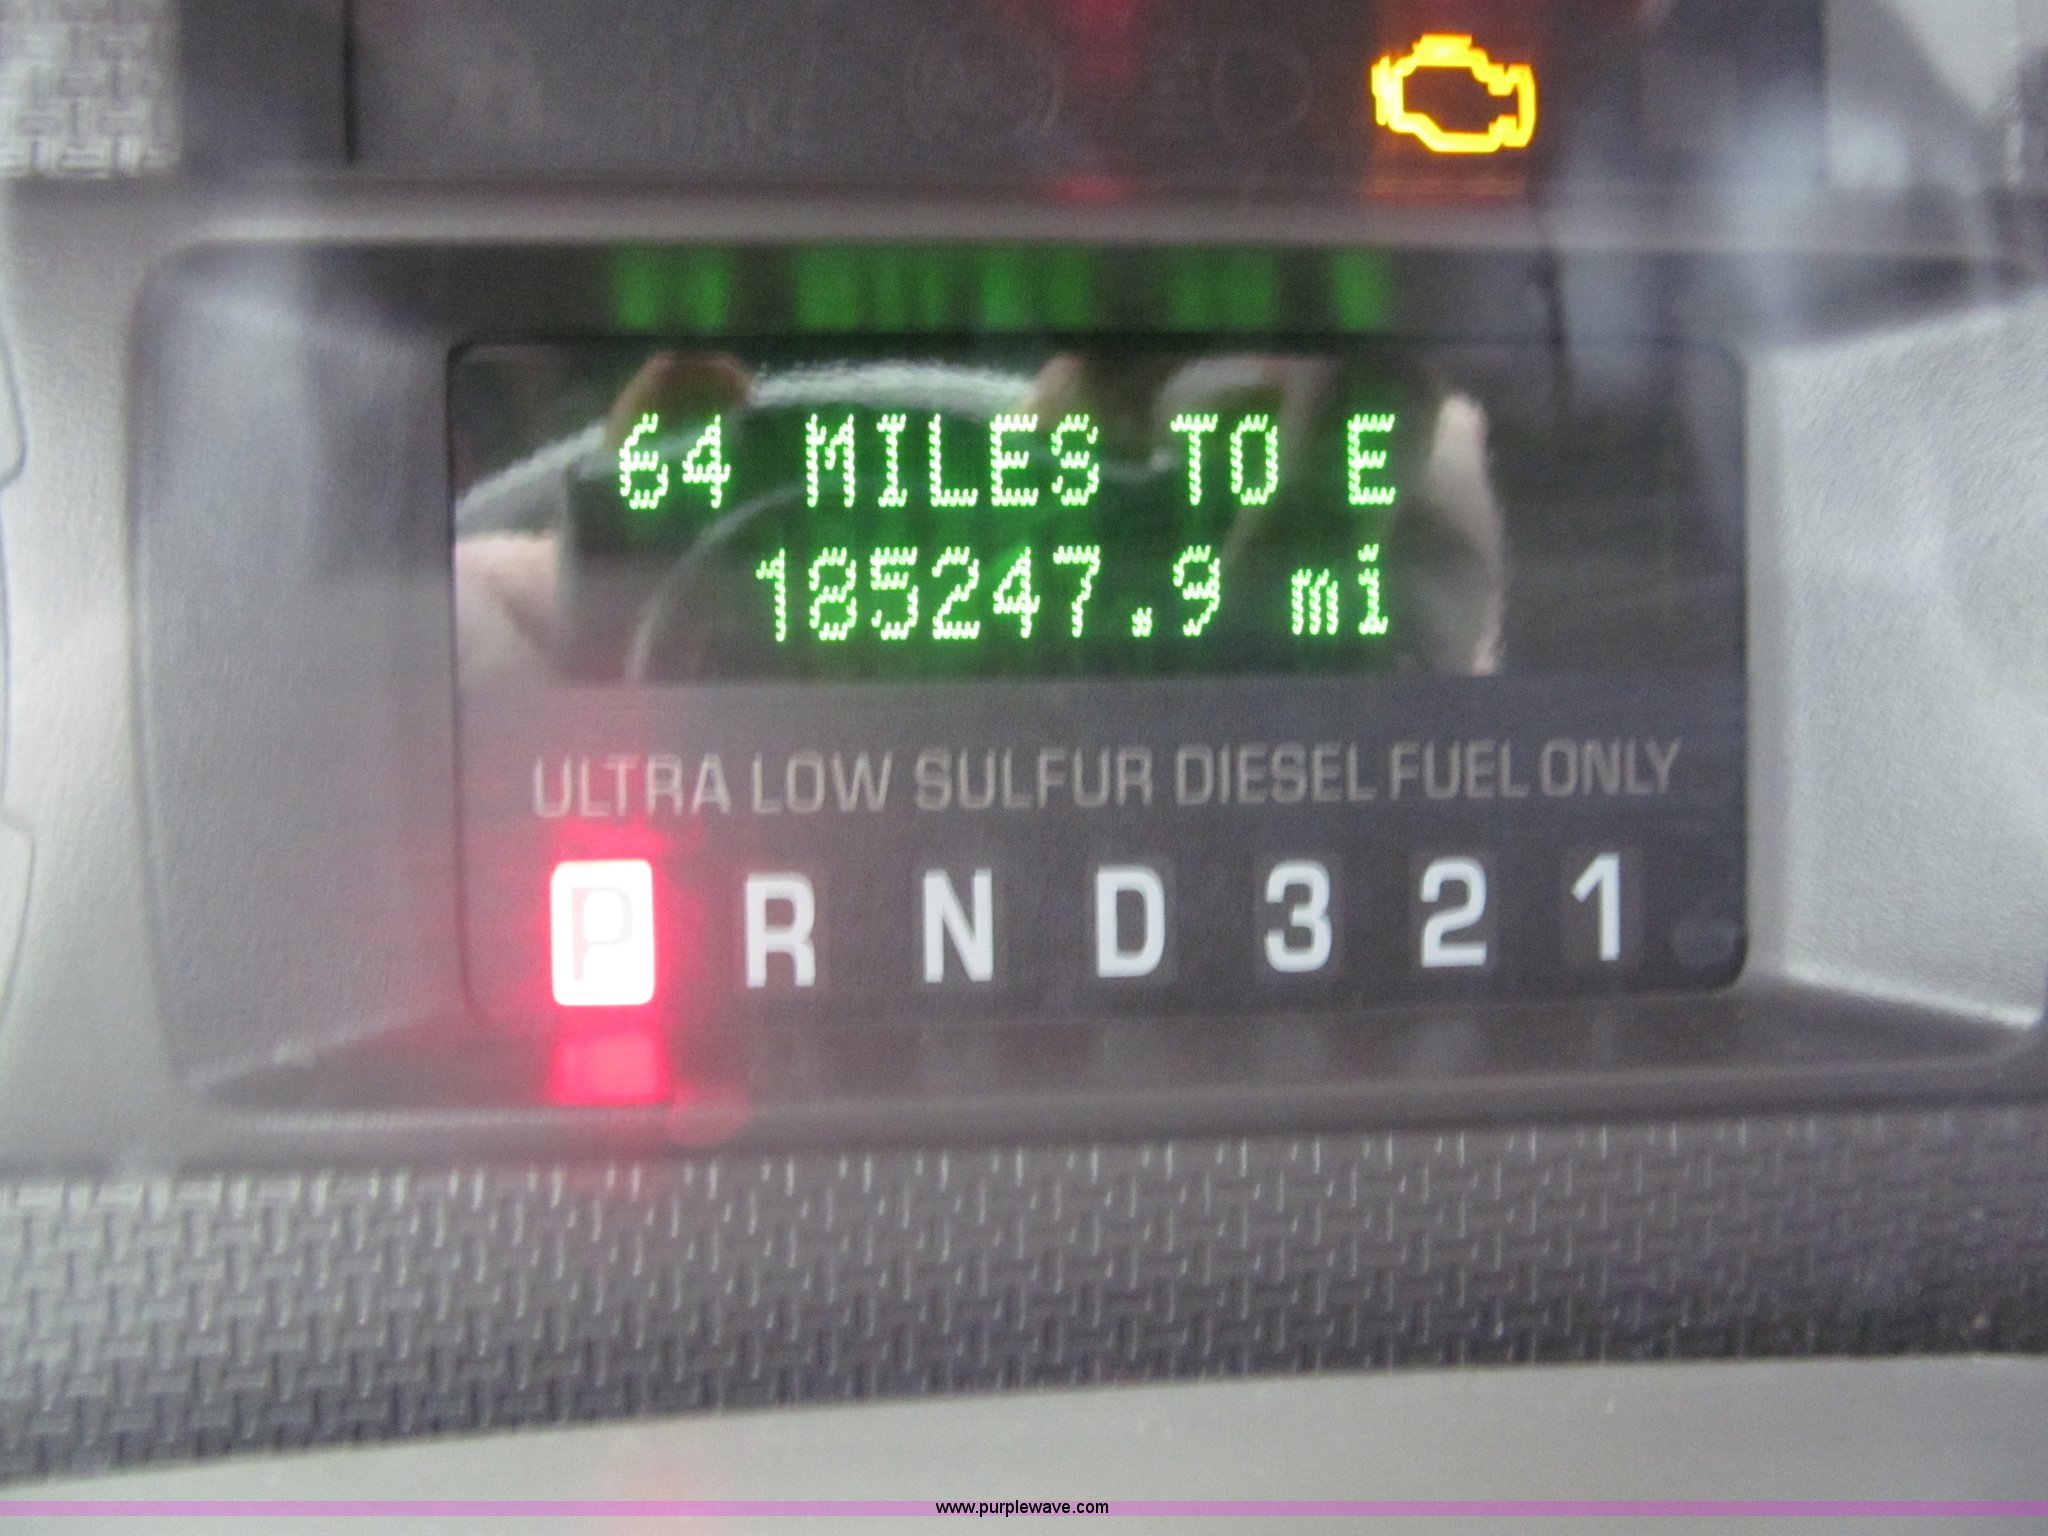 64 MILES TO E
185247.9 mi
ULTRA LOW SULFUR DIESEL FUEL ONLY
P R N D 3 2 1
www.purplewave.com